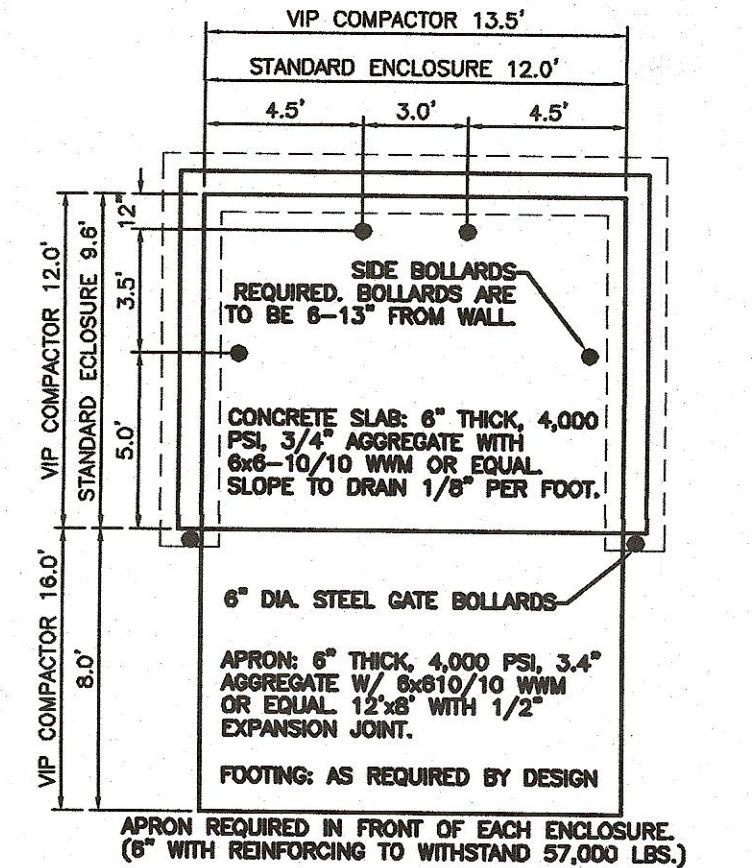 VIP COMPACTOR 13.5'
STANDARD ENCLOSURE 12.0'
4.5'
3.0'
4.5'
12"
3.5'
5.0'
STANDARD ECLOSURE 9.6'
VIP COMPACTOR 12.0'
SIDE BOLLARDS
REQUIRED. BOLLARDS ARE
TO BE 6-13" FROM WALL.
CONCRETE SLAB: 6" THICK, 4,000
PSI, 3/4" AGGREGATE WITH
6x6-10/10 WWM OR EQUAL.
SLOPE TO DRAIN 1/8" PER FOOT.
VIP COMPACTOR 16.0'
8.0'
6" DIA. STEEL GATE BOLLARDS
APRON: 6" THICK, 4,000 PSI, 3.4"
AGGREGATE W/ 6x610/10 WWM
OR EQUAL. 12'x8' WITH 1/2"
EXPANSION JOINT.
FOOTING: AS REQUIRED BY DESIGN
APRON REQUIRED IN FRONT OF EACH ENCLOSURE.
(6" WITH REINFORCING TO WITHSTAND 57,000 LBS.)